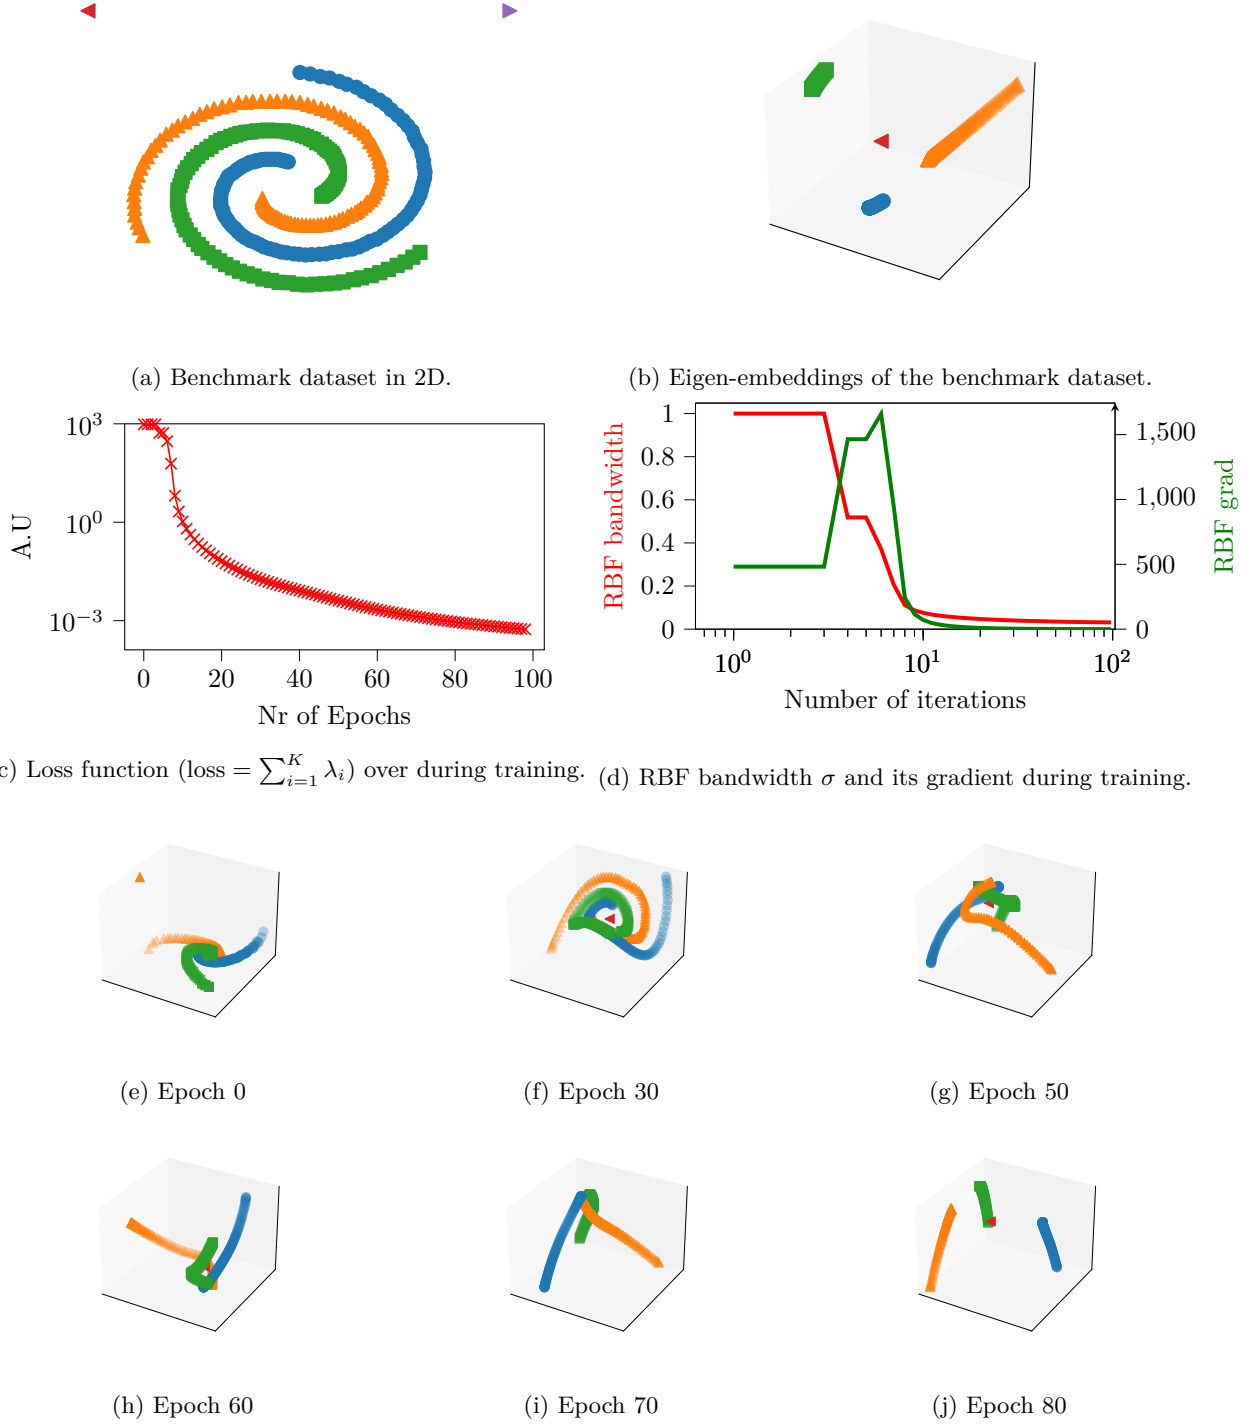 (a) Benchmark dataset in 2D.
(b) Eigen-embeddings of the benchmark dataset.
10^3
10^0
10^−3
A.U
0 20 40 60 80 100
Nr of Epochs
1
0.8
0.6
0.4
0.2
0
RBF bandwidth
1,500
1,000
500
0
RBF grad
10^0 10^1 10^2
Number of iterations
c) Loss function (loss = ∑_{i=1}^{K} λ_i) over during training.
(d) RBF bandwidth σ and its gradient during training.
(e) Epoch 0
(f) Epoch 30
(g) Epoch 50
(h) Epoch 60
(i) Epoch 70
(j) Epoch 80